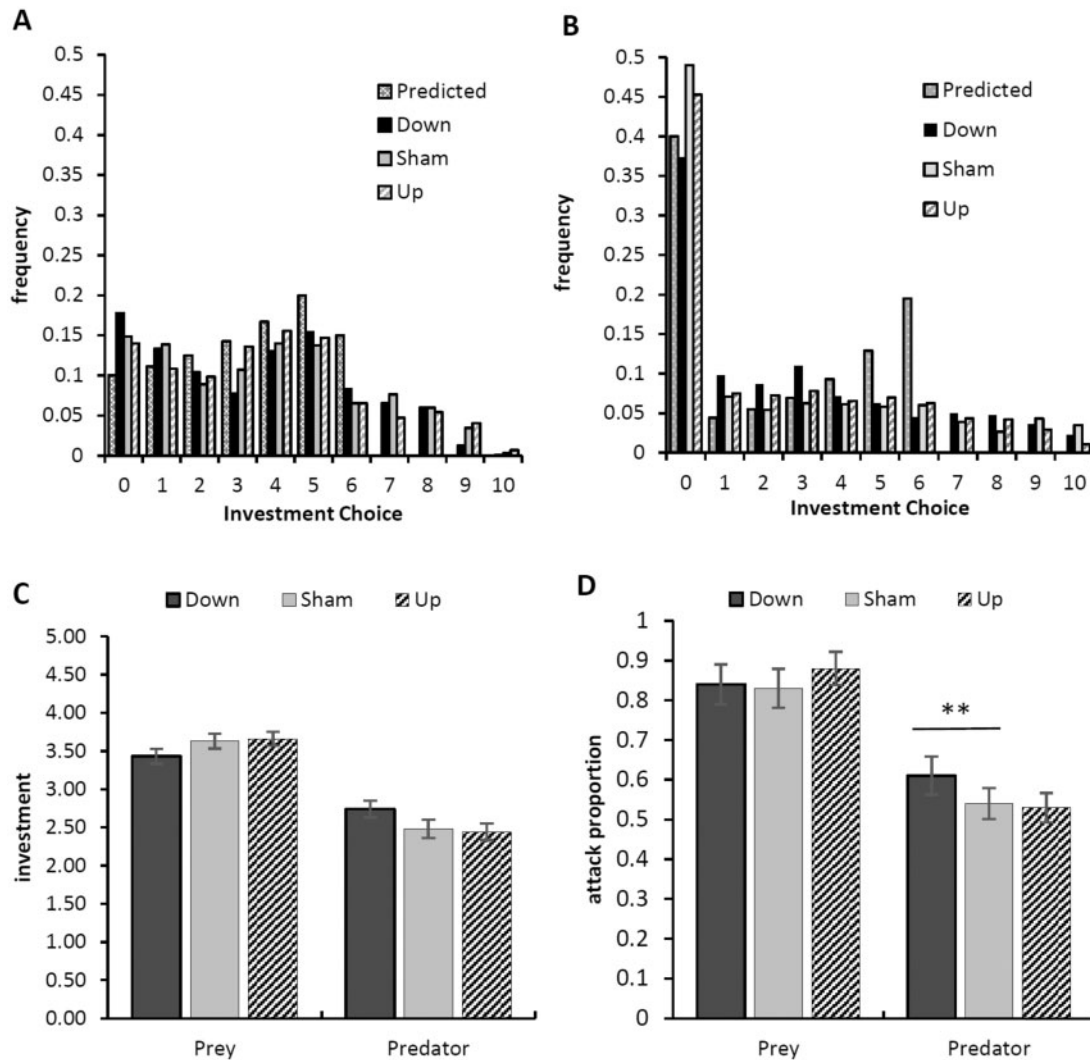 A
0.5
0.45
0.4
0.35
0.3
0.25
0.2
0.15
0.1
0.05
0
frequency
Predicted
Down
Sham
Up
0 1 2 3 4 5 6 7 8 9 10
Investment Choice
B
0.5
0.45
0.4
0.35
0.3
0.25
0.2
0.15
0.1
0.05
0
frequency
Predicted
Down
Sham
Up
0 1 2 3 4 5 6 7 8 9 10
Investment Choice
C
Down Sham Up
5.00
4.50
4.00
3.50
3.00
2.50
2.00
1.50
1.00
0.50
0.00
investment
Prey Predator
D
Down Sham Up
1
0.9
0.8
0.7
0.6
0.5
0.4
0.3
0.2
0.1
0
attack proportion
**
Prey Predator